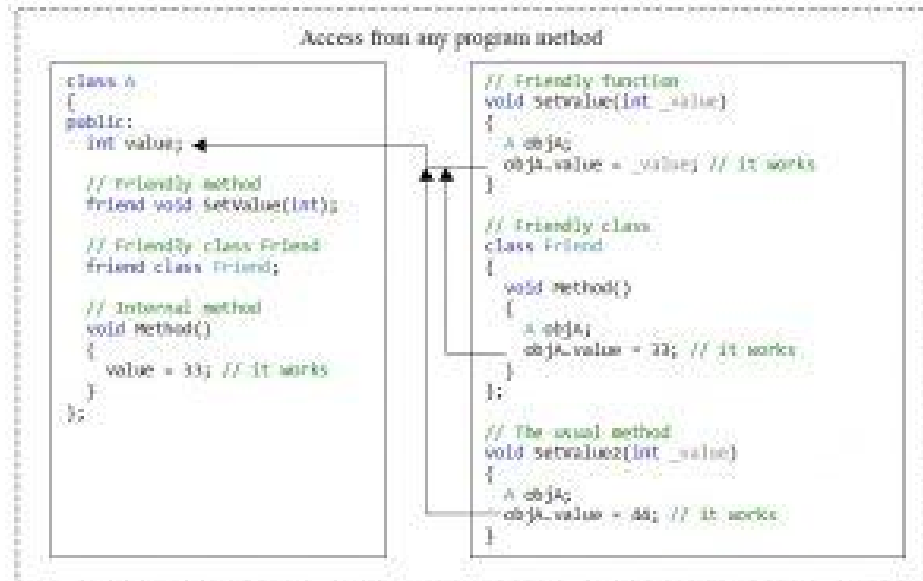 Access from any program method
class A
{
public:
int value;
// Friendly method
friend void SetValue(int);
// Friendly class Friend
friend class Friend;
// Internal method
void Method()
{
value = 33; // it works
}
};
// Friendly function
void SetValue(int _value)
{
A objA;
objA.value = _value; // it works
}
// Friendly class
class Friend
{
void Method()
{
A objA;
objA.value = 33; // it works
}
};
// The usual method
void SetValue2(int _value)
{
A objA;
objA.value = 44; // it works
}